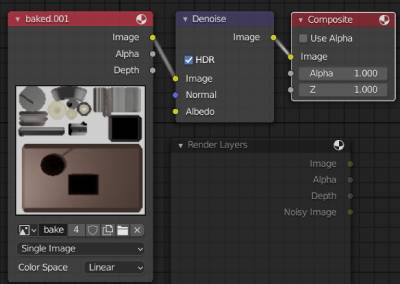 baked.001
Image
Alpha
Depth
bake 4
Single Image
Color Space Linear
Denoise
Image
HDR
Image
Normal
Albedo
Composite
Use Alpha
Image
Alpha 1.000
Z 1.000
Render Layers
Image
Alpha
Depth
Noisy Image